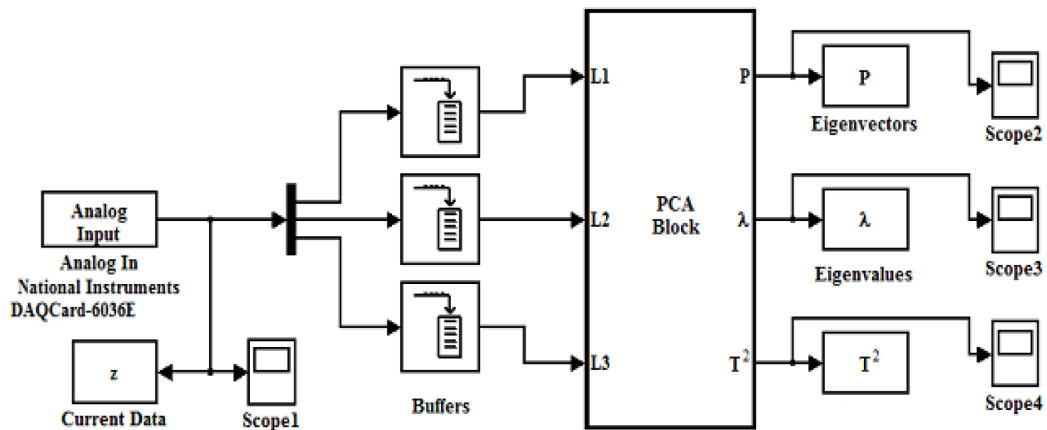 Analog
Input
Analog In
National Instruments
DAQCard-6036E
z
Current Data
Scope1
Buffers
L1
L2
L3
PCA
Block
P
λ
T²
P
Eigenvectors
Scope2
λ
Eigenvalues
Scope3
T²
Scope4